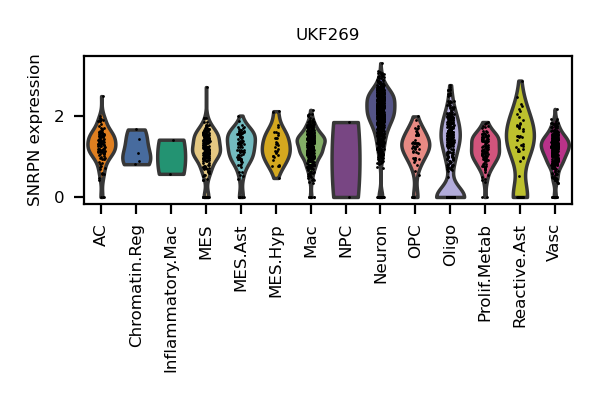 UKF269
SNRPN expression
2
0
AC
Chromatin.Reg
Inflammatory.Mac
MES
MES.Ast
MES.Hyp
Mac
NPC
Neuron
OPC
Oligo
Prolif.Metab
Reactive.Ast
Vasc